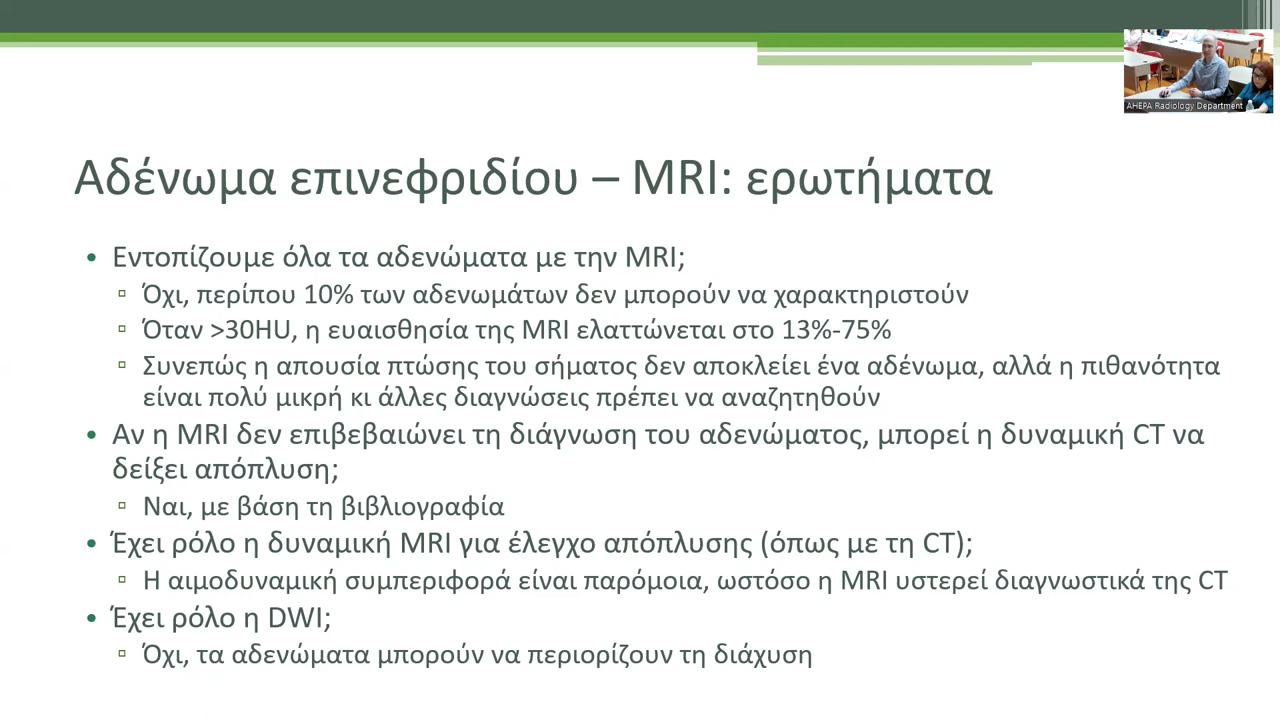 AHEPA Radiology Department
Αδένωμα επινεφριδίου – MRI: ερωτήματα
• Εντοπίζουμε όλα τα αδενώματα με την MRI;
▫ Όχι, περίπου 10% των αδενωμάτων δεν μπορούν να χαρακτηριστούν
▫ Όταν >30HU, η ευαισθησία της MRI ελαττώνεται στο 13%-75%
▫ Συνεπώς η απουσία πτώσης του σήματος δεν αποκλείει ένα αδένωμα, αλλά η πιθανότητα
είναι πολύ μικρή κι άλλες διαγνώσεις πρέπει να αναζητηθούν
• Αν η MRI δεν επιβεβαιώνει τη διάγνωση του αδενώματος, μπορεί η δυναμική CT να
δείξει απόπλυση;
▫ Ναι, με βάση τη βιβλιογραφία
• Έχει ρόλο η δυναμική MRI για έλεγχο απόπλυσης (όπως με τη CT);
▫ Η αιμοδυναμική συμπεριφορά είναι παρόμοια, ωστόσο η MRI υστερεί διαγνωστικά της CT
• Έχει ρόλο η DWI;
▫ Όχι, τα αδενώματα μπορούν να περιορίζουν τη διάχυση